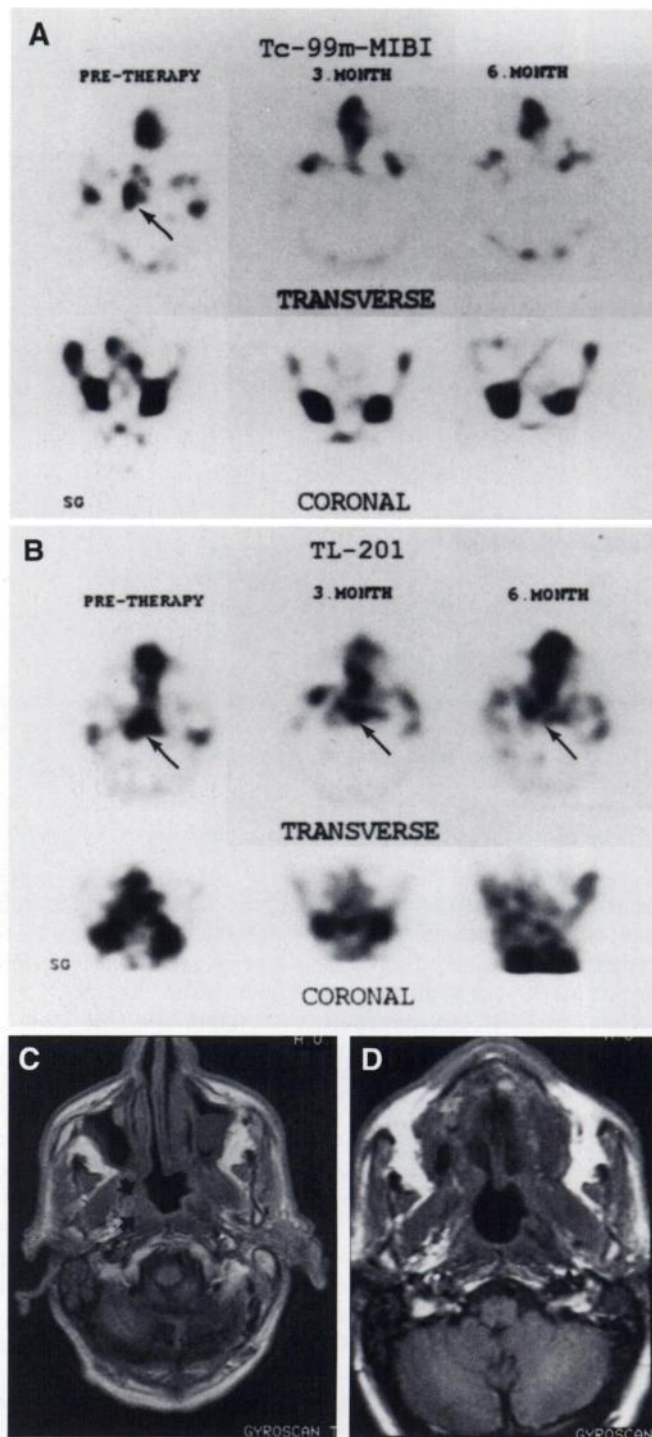 A
Tc-99m-MIBI
PRE-THERAPY 3.MONTH 6.MONTH
TRANSVERSE
SG CORONAL
B
TL-201
PRE-THERAPY 3.MONTH 6.MONTH
TRANSVERSE
SG
CORONAL
C D
GYROSCAN T GYROSCAN